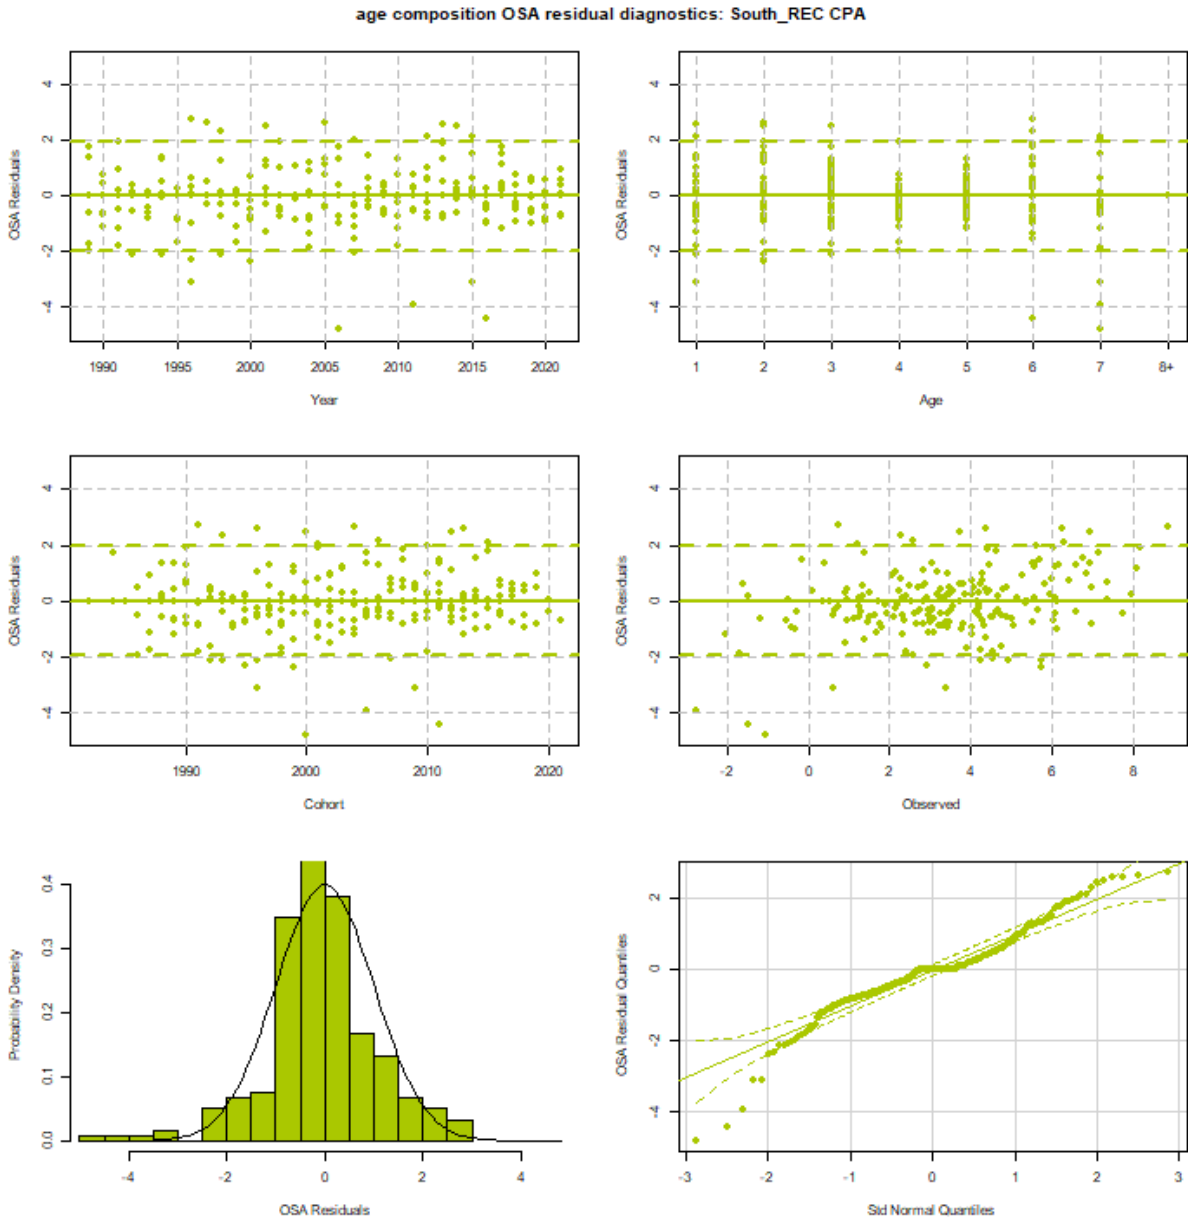 age composition OSA residual diagnostics: South_REC CPA
OSA Residuals
4
2
0
-2
-4
1990 1995 2000 2005 2010 2015 2020
Year
OSA Residuals
4
2
0
-2
-4
1 2 3 4 5 6 7 8+
Age
OSA Residuals
4
2
0
-2
-4
1990 2000 2010 2020
Cohort
OSA Residuals
4
2
0
-2
-4
-2 0 2 4 6 8
Observed
Probability Density
0.4
0.3
0.2
0.1
0.0
-4 -2 0 2 4
OSA Residuals
OSA Residual Quantiles
2
0
-2
-4
-3 -2 -1 0 1 2 3
Std Normal Quantiles